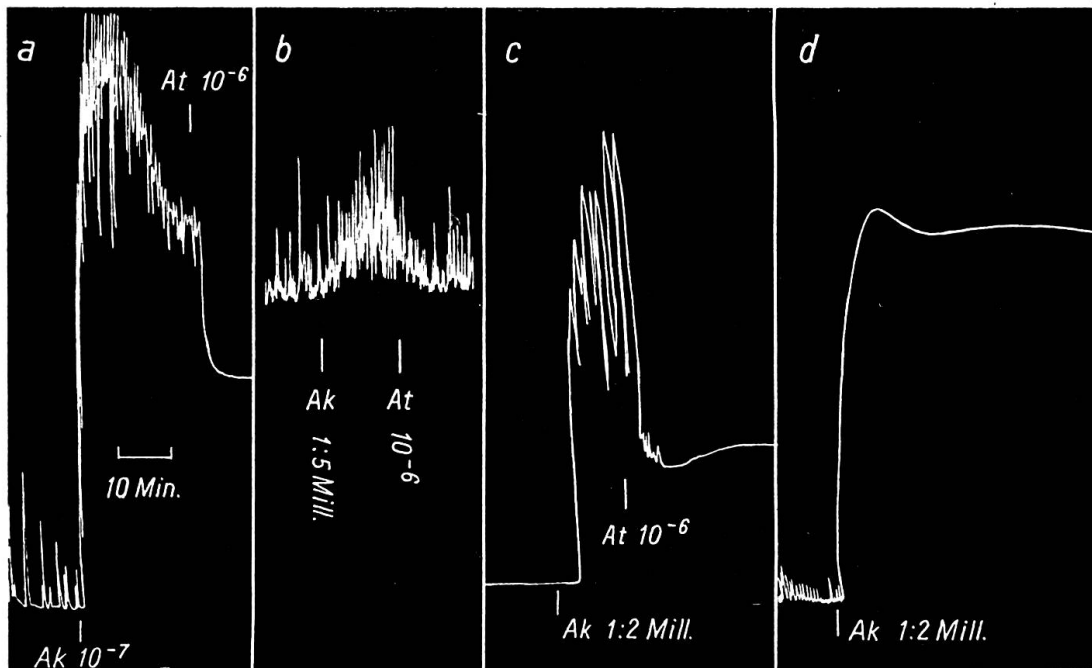 a
At 10⁻⁶
10 Min.
Ak 10⁻⁷
b
Ak
1:5 Mill.
At
10⁻⁶
c
At 10⁻⁶
Ak 1:2 Mill.
d
Ak 1:2 Mill.